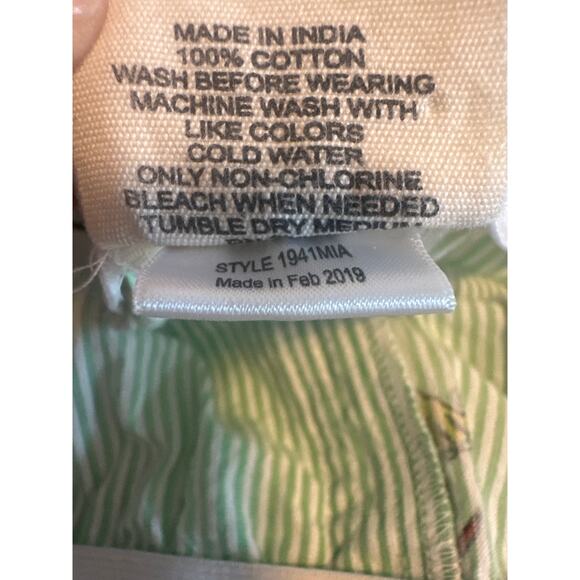 MADE IN INDIA
100% COTTON
WASH BEFORE WEARING
MACHINE WASH WITH
LIKE COLORS
COLD WATER
ONLY NON-CHLORINE
BLEACH WHEN NEEDED
TUMBLE DRY MEDIUM
STYLE 1941MIA
Made in Feb 2019